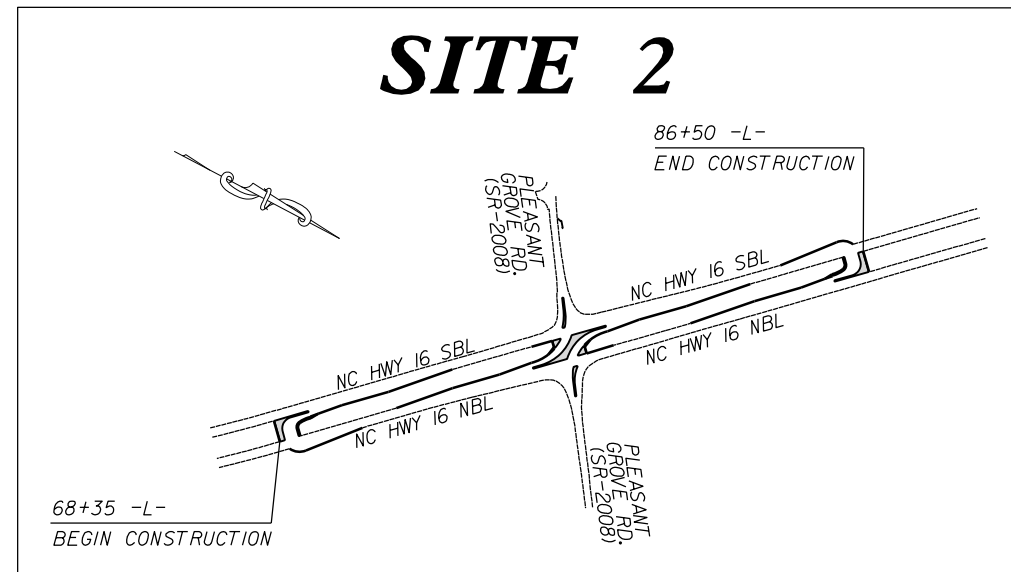 SITE 2
86+50 -L-
END CONSTRUCTION
PLEASANT
GROVE RD.
(SR-2008)
NC HWY 16 SBL
NC HWY 16 NBL
NC HWY 16 SBL
NC HWY 16 NBL
PLEASANT
GROVE RD.
(SR-2008)
68+35 -L-
BEGIN CONSTRUCTION